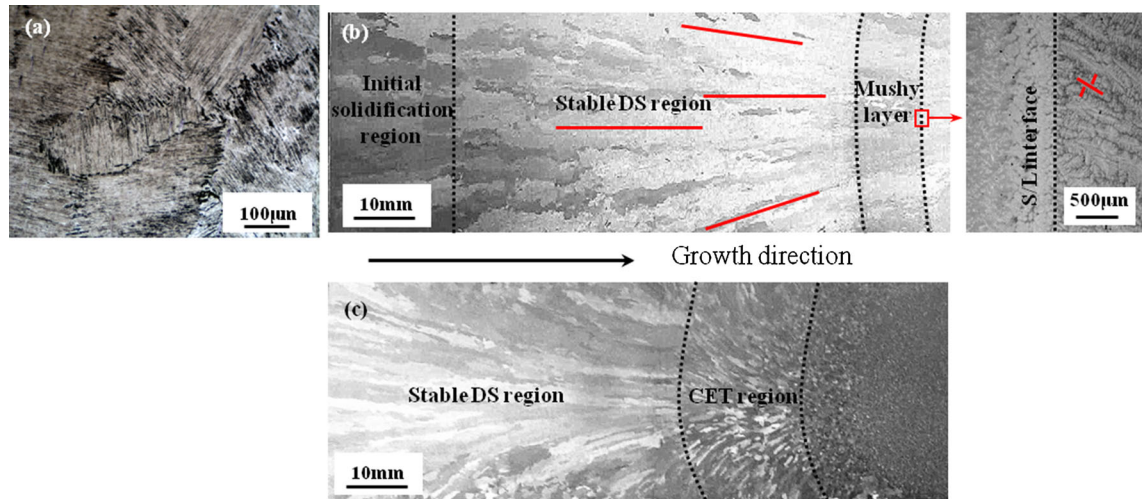 (a)
100μm
(b)
Initial
solidification
region
Stable DS region
Mushy
layer
10mm
S/L interface
500μm
Growth direction
(c)
Stable DS region
CET region
10mm